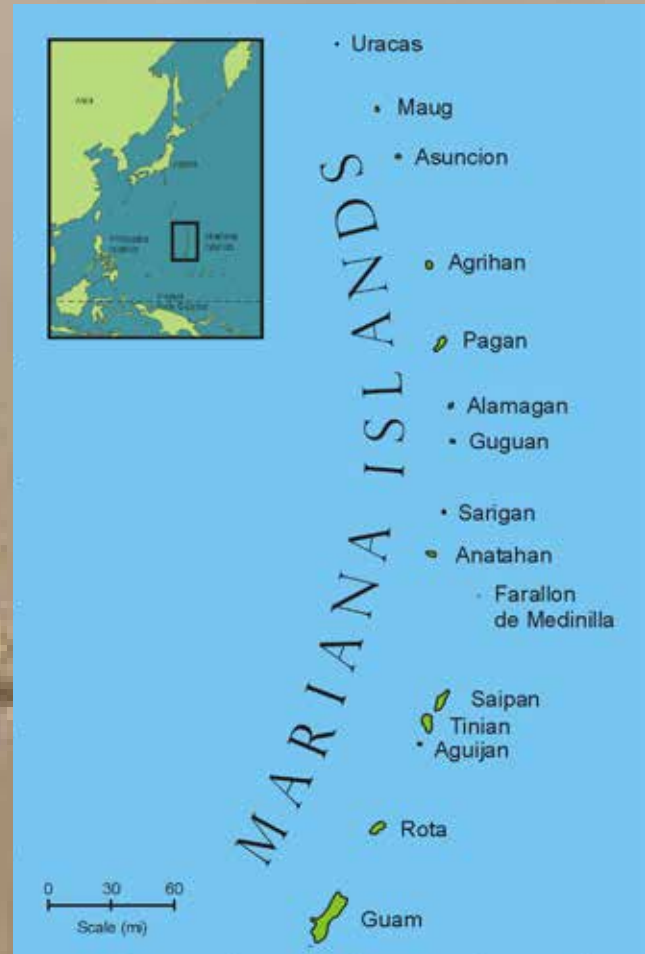 Uracas
Maug
Asuncion
Agrihan
Pagan
Alamagan
Guguan
Sarigan
Anatahan
Farallon
de Medinilla
Saipan
Tinian
Aguijan
Rota
Guam
MARIANA ISLANDS
0 30 60
Scale (mi)